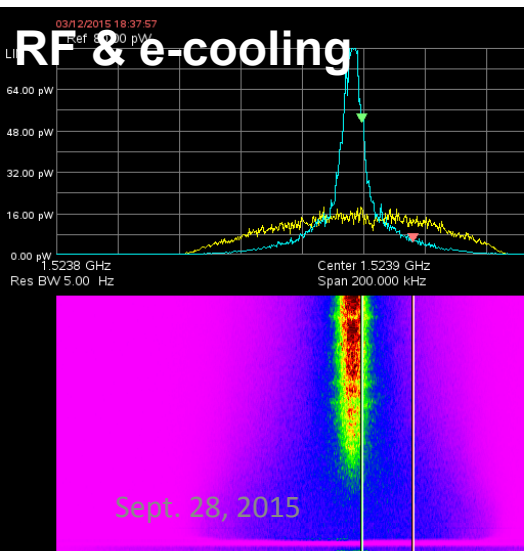 03/12/2015 18:37:57
RF & e-cooling
64.00 pW
48.00 pW
32.00 pW
16.00 pW
0.00 pW
1.5238 GHz
Center 1.5239 GHz
Res BW 5.00 Hz
Span 200.000 kHz
Sept. 28, 2015